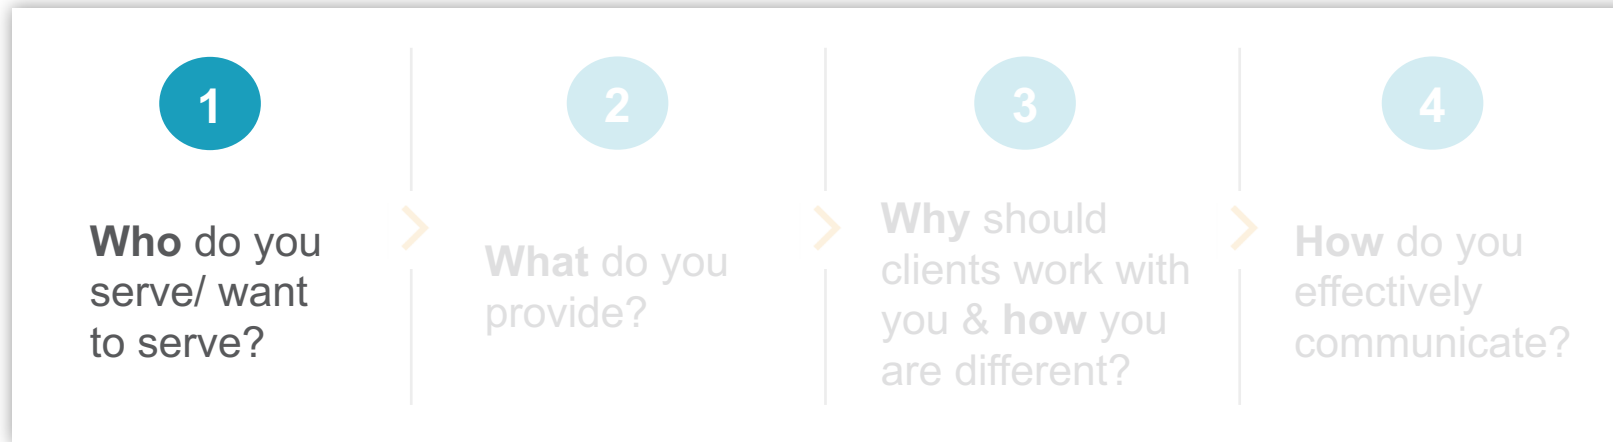 1
Who do you
serve/ want
to serve?
2
What do you
provide?
3
Why should
clients work with
you & how you
are different?
4
How do you
effectively
communicate?